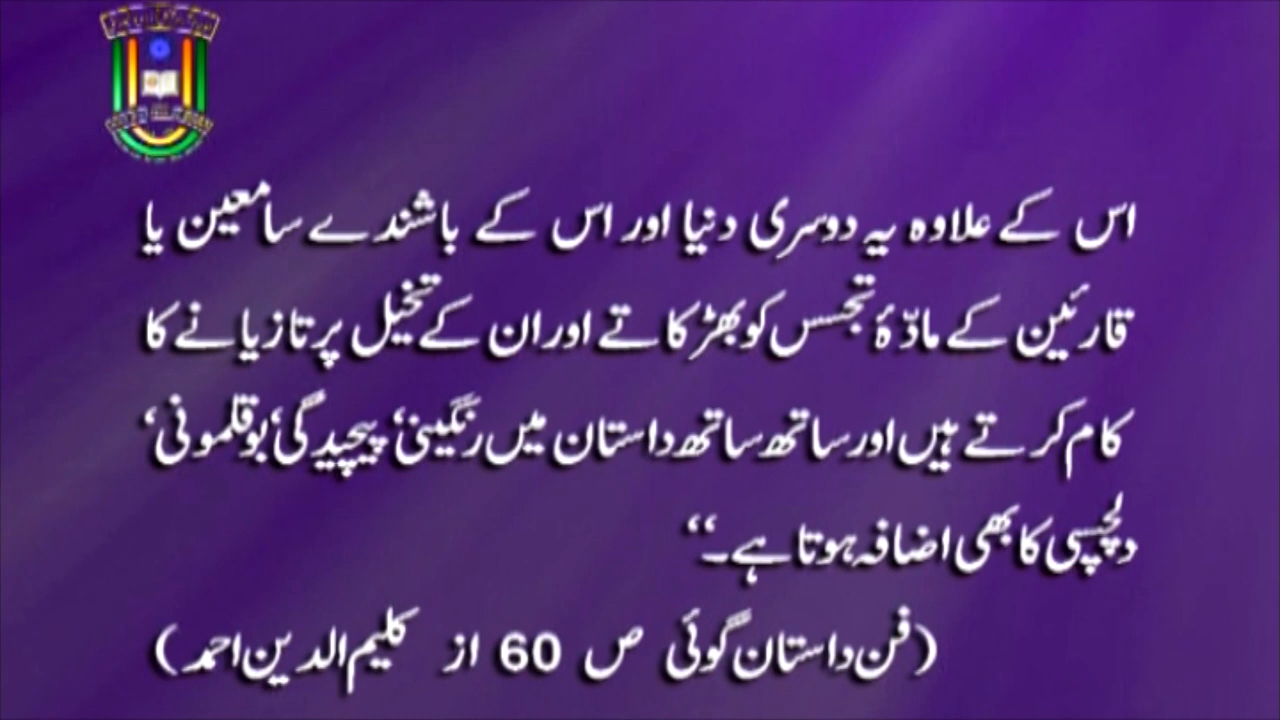 اس کے علاوہ یہ دوسری دنیا اور اس کے باشندے سامعین یا
قارئین کے مادّۂ تجسس کو بھڑکاتے اور ان کے تخیل پر تازیانے کا
کام کرتے ہیں اور ساتھ ساتھ داستان میں رنگینی‘ پیچیدگی‘ بوقلمونی‘
دلچسپی کا بھی اضافہ ہوتا ہے۔‘‘
(فن داستان گوئی ص 60 از کلیم الدین احمد)